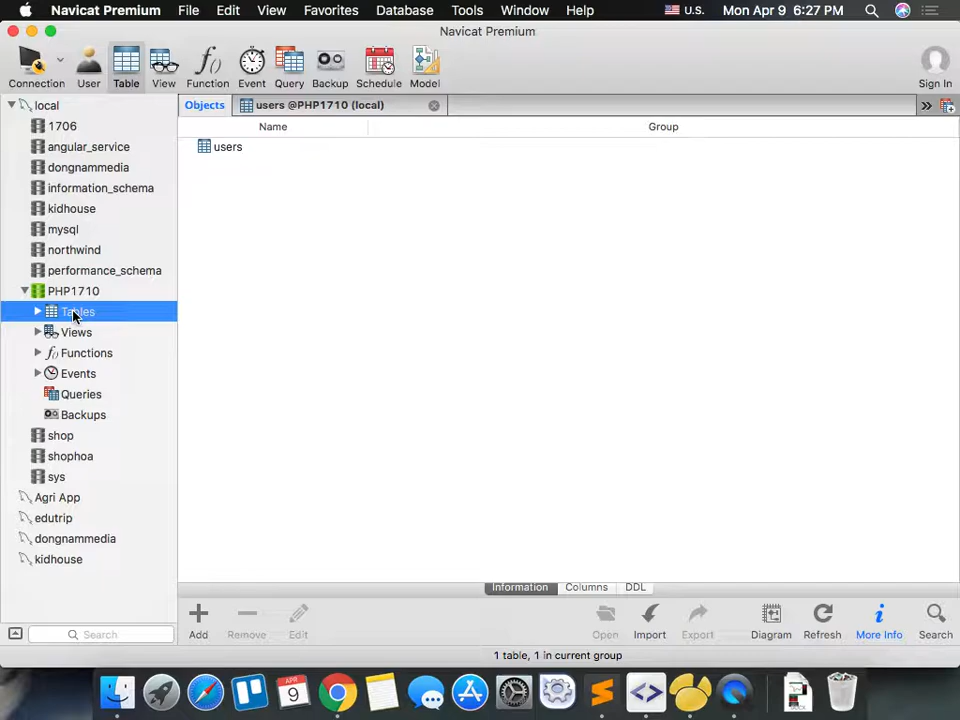 Navicat Premium File Edit View Favorites Tools Window Help U.S. Mon Apr 9 6:27 PM
Navicat Premium
Connection User Table View Function Event Query Backup Schedule Model Sign In
local
Objects users @PHP1710 (local)
Name Group
1706
angular_service
users
dongnammedia
information_schema
kidhouse
mysql
northwind
performance_schema
PHP1710
Tables
Views
Functions
Events
Queries
Backups
shop
shophoa
sys
Agri App
edutrip
dongnammedia
kidhouse
Information Columns DDL
Add Remove Edit Open Import Export Diagram Refresh More Info Search
Search
1 table, 1 in current group
APR
9